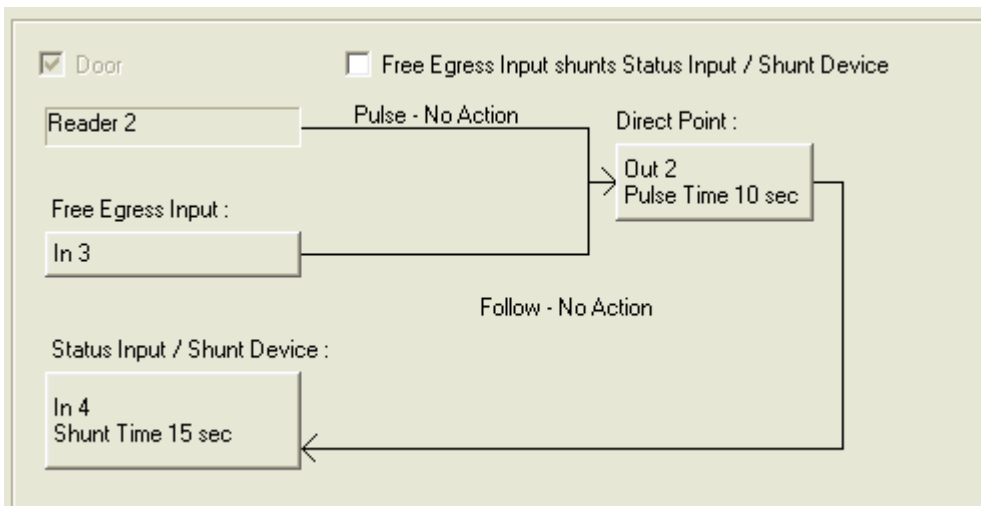 Door
Free Egress Input shunts Status Input / Shunt Device
Reader 2
Pulse - No Action
Direct Point :
Out 2
Pulse Time 10 sec
Free Egress Input :
In 3
Follow - No Action
Status Input / Shunt Device :
In 4
Shunt Time 15 sec